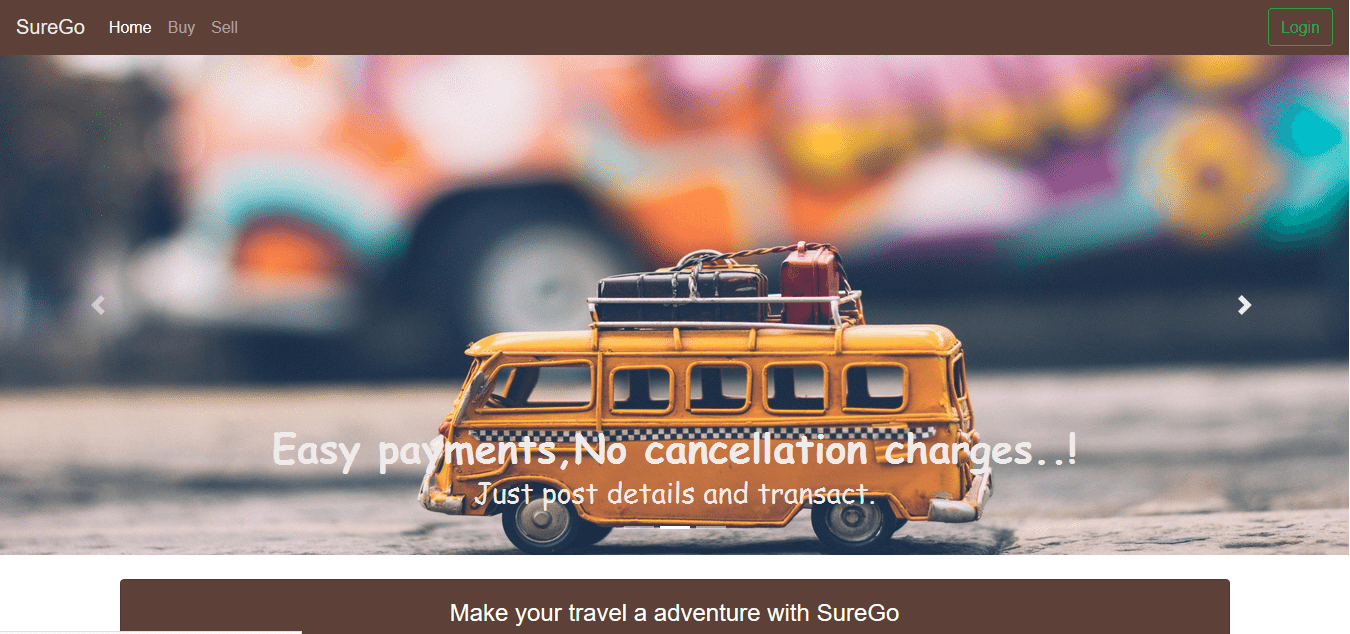 SureGo Home Buy Sell Login
Easy payments,No cancellation charges..!
Just post details and transact.
Make your travel a adventure with SureGo